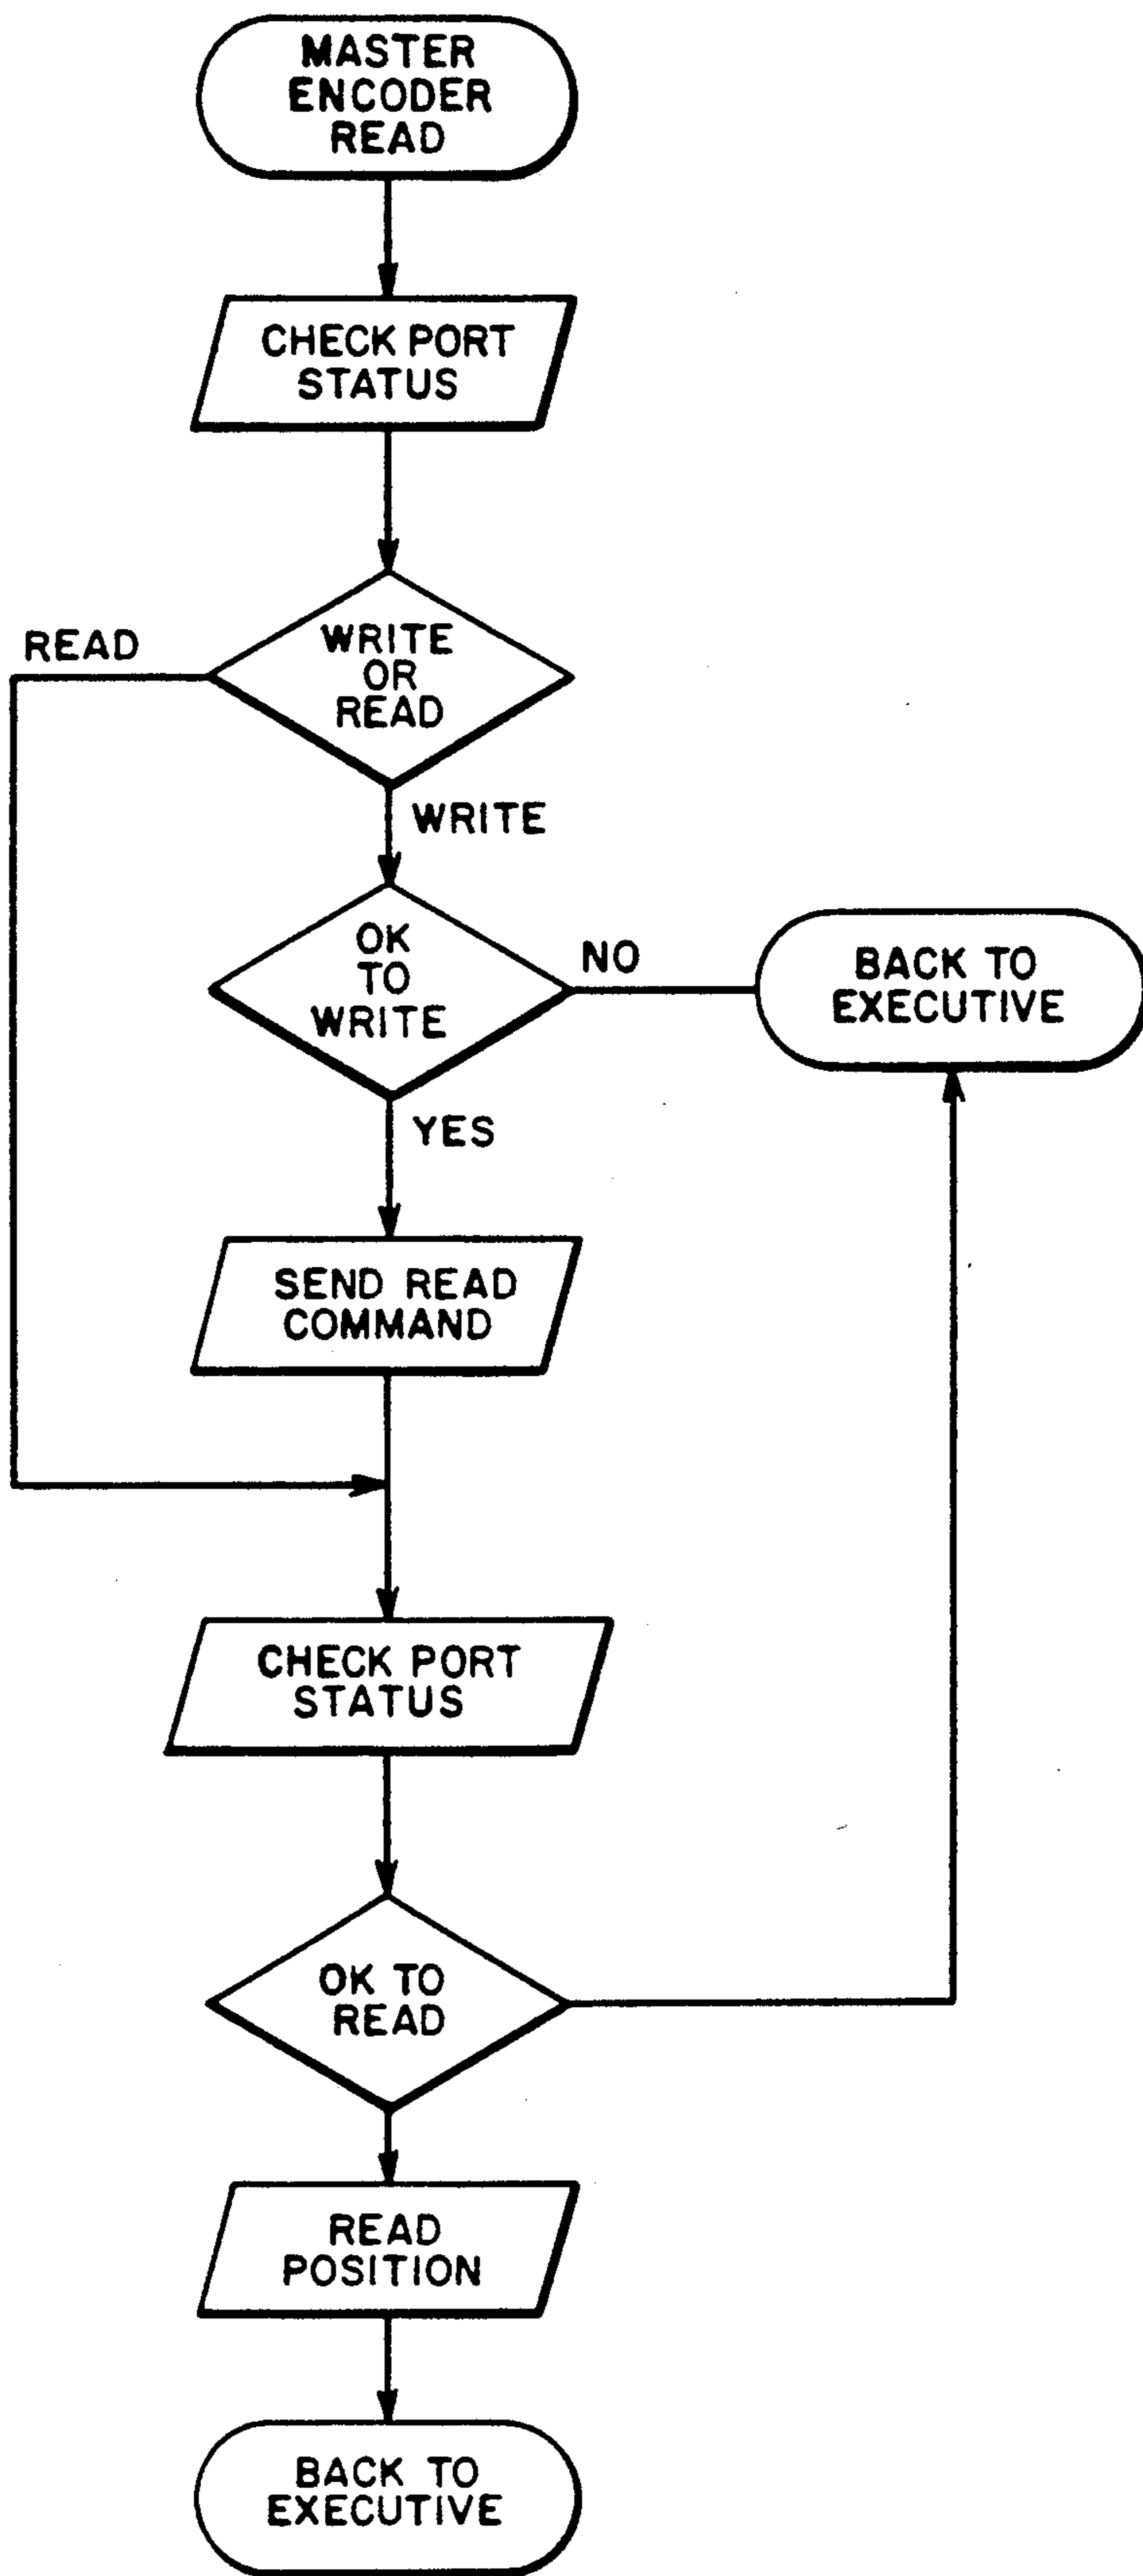 MASTER
ENCODER
READ
CHECK PORT
STATUS
READ
WRITE
OR
READ
WRITE
OK
TO
WRITE
NO
BACK TO
EXECUTIVE
YES
SEND READ
COMMAND
CHECK PORT
STATUS
OK TO
READ
READ
POSITION
BACK TO
EXECUTIVE